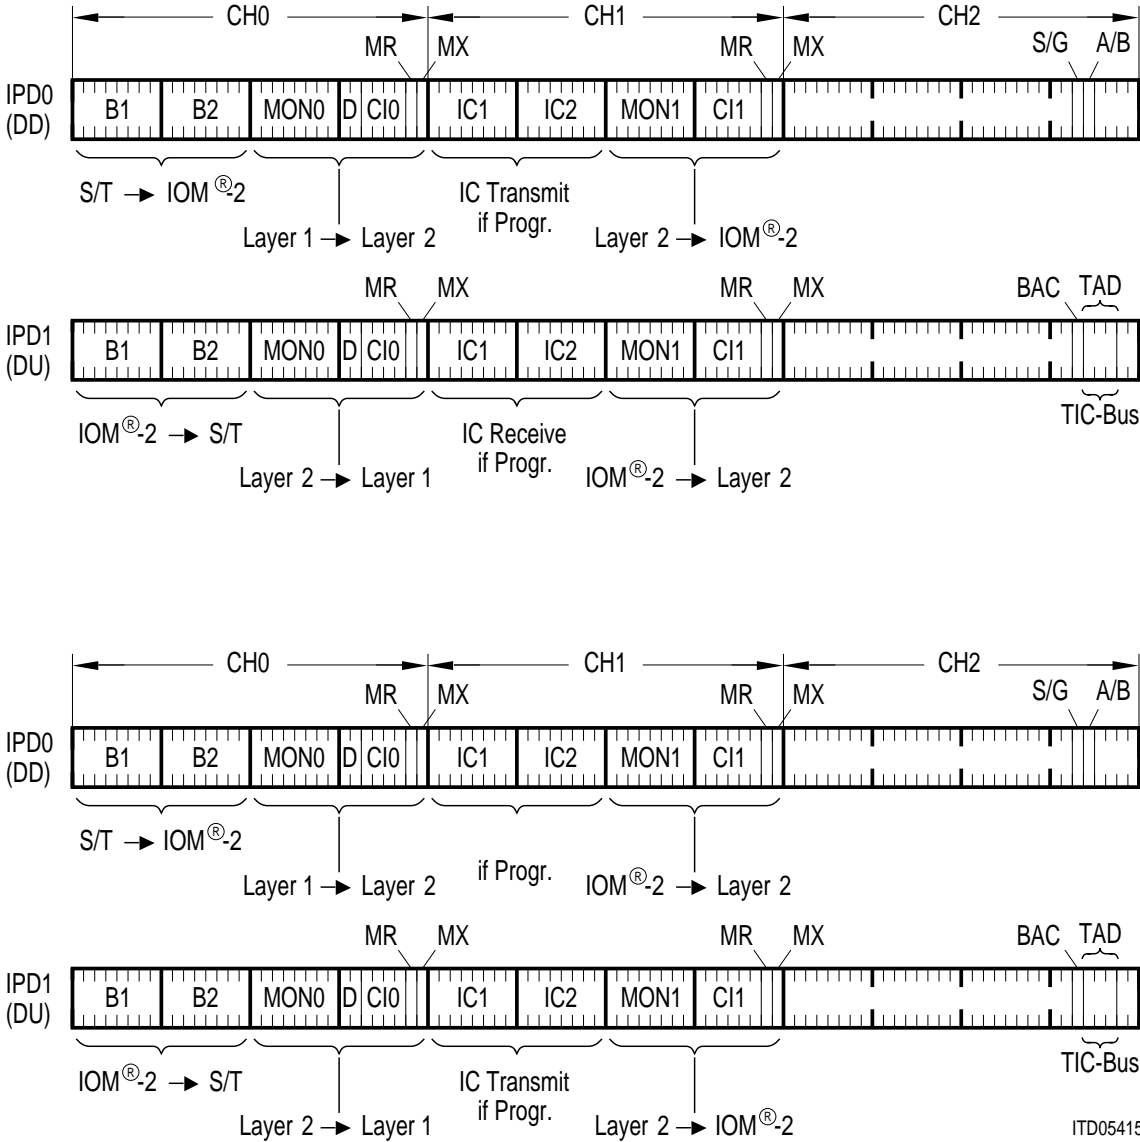 CH0 CH1 CH2
MR MX MR MX S/G A/B
IPD0
(DD)
B1 B2 MON0 D CI0 IC1 IC2 MON1 CI1
S/T → IOM®-2
IC Transmit
if Progr.
Layer 1 → Layer 2
Layer 2 → IOM®-2
MR MX MR MX BAC TAD
IPD1
(DU)
B1 B2 MON0 D CI0 IC1 IC2 MON1 CI1
TIC-Bus
IOM®-2 → S/T
IC Receive
if Progr.
Layer 2 → Layer 1
IOM®-2 → Layer 2
CH0 CH1 CH2
MR MX MR MX S/G A/B
IPD0
(DD)
B1 B2 MON0 D CI0 IC1 IC2 MON1 CI1
S/T → IOM®-2
if Progr.
Layer 1 → Layer 2
IOM®-2 → Layer 2
MR MX MR MX BAC TAD
IPD1
(DU)
B1 B2 MON0 D CI0 IC1 IC2 MON1 CI1
TIC-Bus
IOM®-2 → S/T
IC Transmit
if Progr.
Layer 2 → Layer 1
Layer 2 → IOM®-2
ITD05415